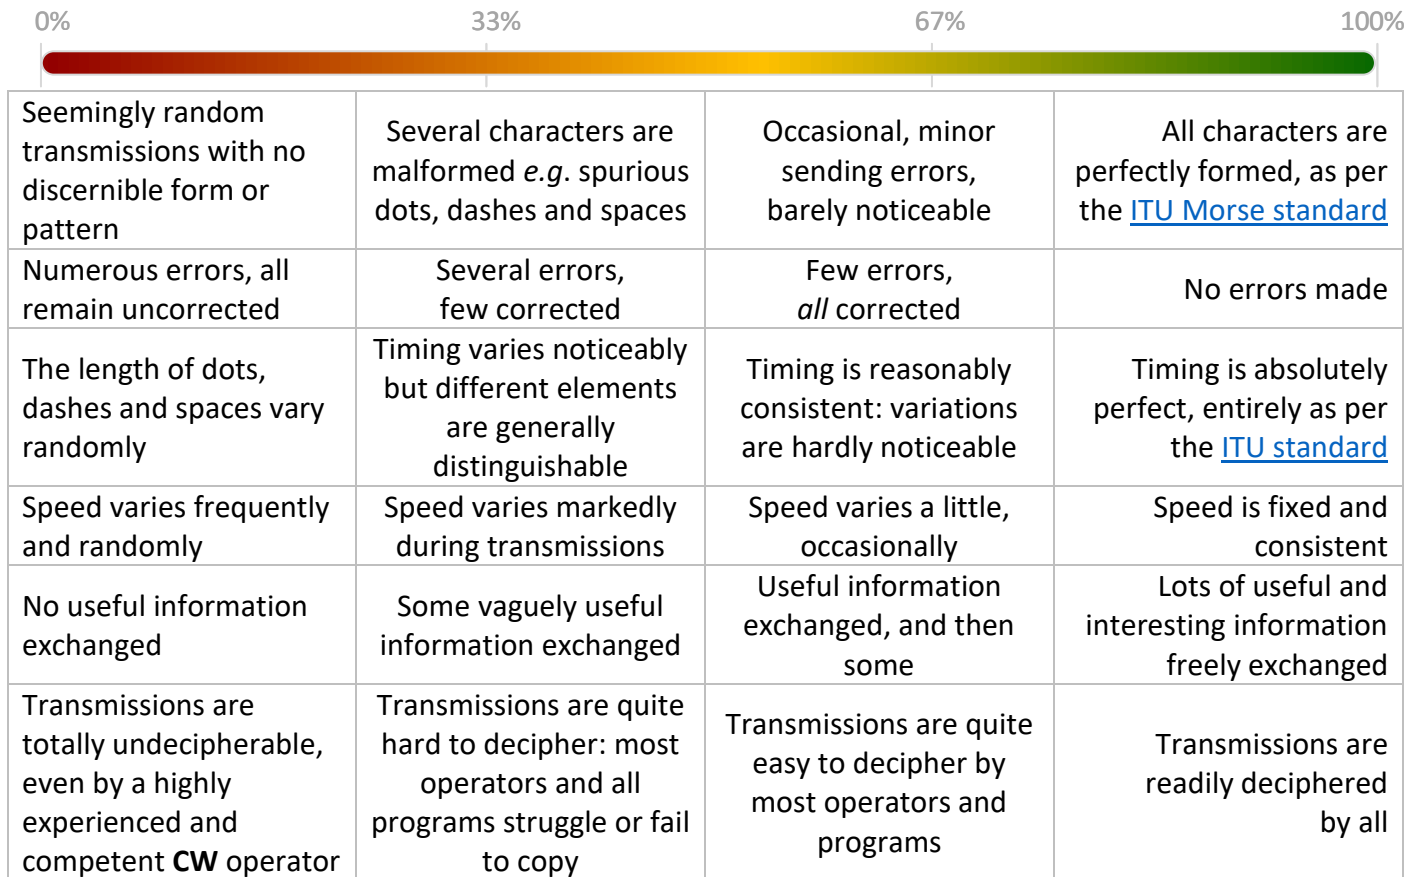 0%
33%
67%
100%
Seemingly random
transmissions with no
discernible form or
pattern
Several characters are
malformed e.g. spurious
dots, dashes and spaces
Occasional, minor
sending errors,
barely noticeable
All characters are
perfectly formed, as per
the ITU Morse standard
Numerous errors, all
remain uncorrected
Several errors,
few corrected
Few errors,
all corrected
No errors made
The length of dots,
dashes and spaces vary
randomly
Timing varies noticeably
but different elements
are generally
distinguishable
Timing is reasonably
consistent: variations
are hardly noticeable
Timing is absolutely
perfect, entirely as per
the ITU standard
Speed varies frequently
and randomly
Speed varies markedly
during transmissions
Speed varies a little,
occasionally
Speed is fixed and
consistent
No useful information
exchanged
Some vaguely useful
information exchanged
Useful information
exchanged, and then
some
Lots of useful and
interesting information
freely exchanged
Transmissions are
totally undecipherable,
even by a highly
experienced and
competent CW operator
Transmissions are quite
hard to decipher: most
operators and all
programs struggle or fail
to copy
Transmissions are quite
easy to decipher by
most operators and
programs
Transmissions are
readily deciphered
by all